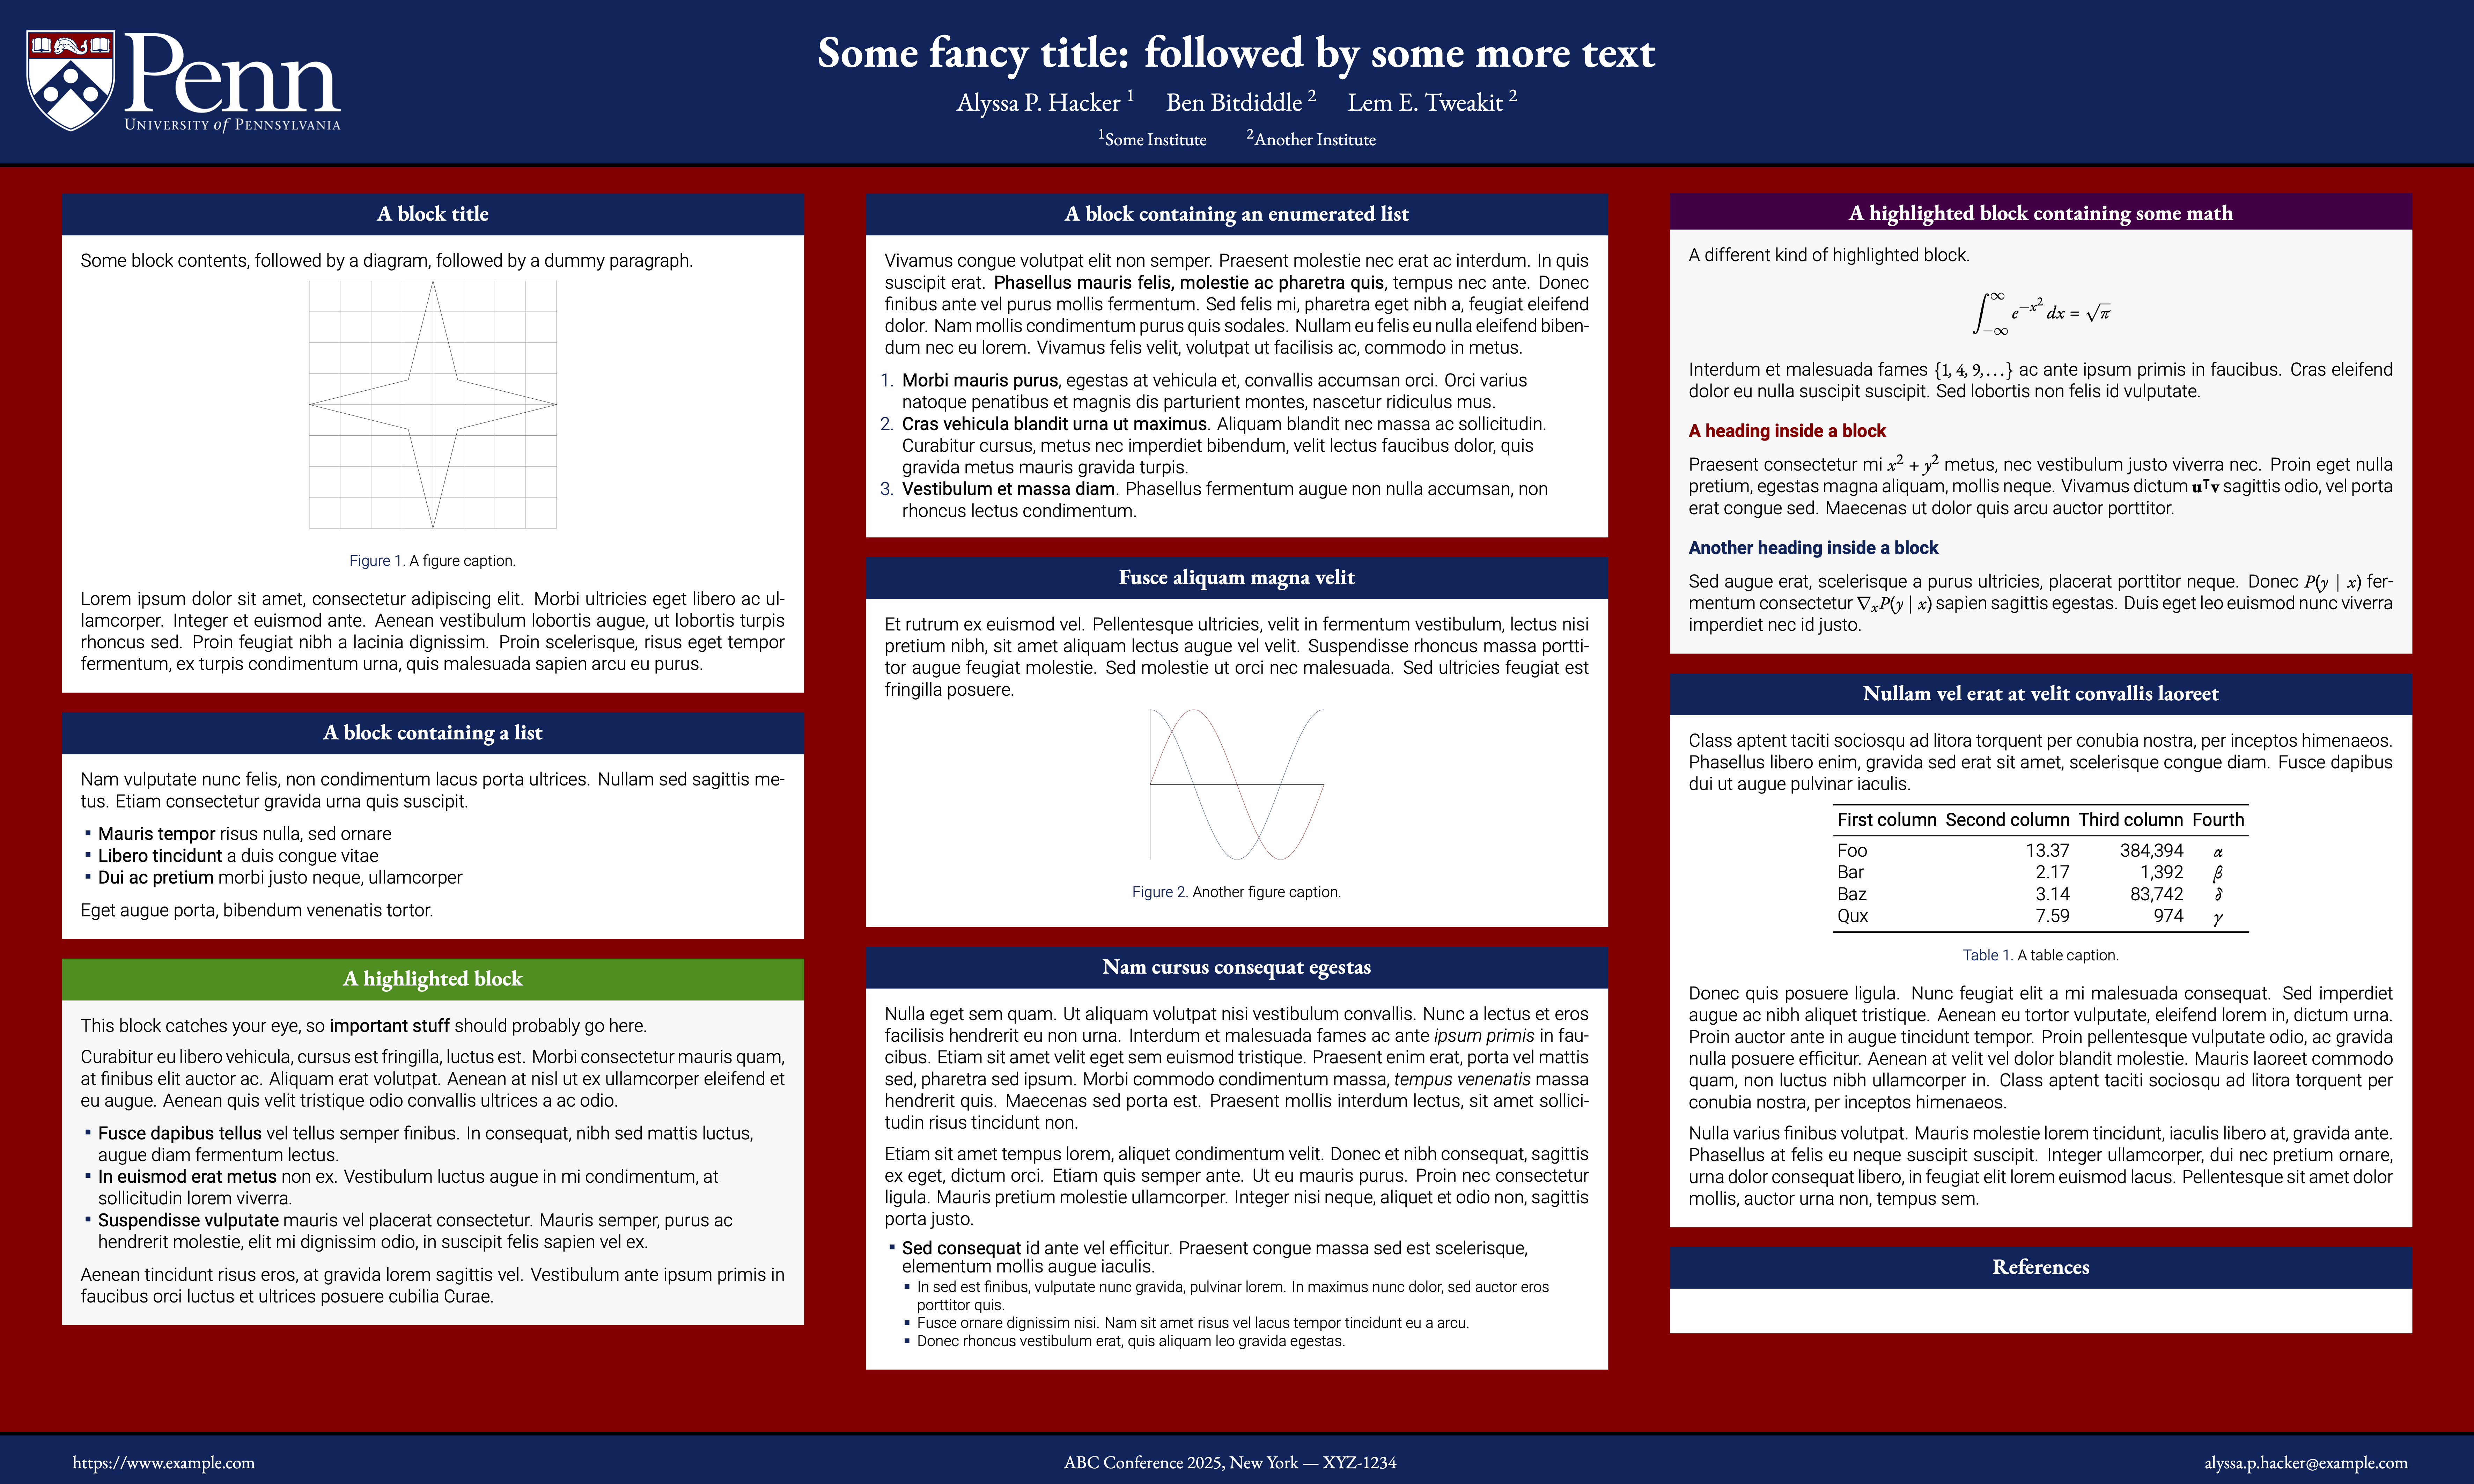 Penn
UNIVERSITY of PENNSYLVANIA
Some fancy title: followed by some more text
Alyssa P. Hacker 1 Ben Bitdiddle 2 Lem E. Tweakit 2
1Some Institute 2Another Institute
A block title
Some block contents, followed by a diagram, followed by a dummy paragraph.
Figure 1. A figure caption.
Lorem ipsum dolor sit amet, consectetur adipiscing elit. Morbi ultricies eget libero ac ul-
lamcorper. Integer et euismod ante. Aenean vestibulum lobortis augue, ut lobortis turpis
rhoncus sed. Proin feugiat nibh a lacinia dignissim. Proin scelerisque, risus eget tempor
fermentum, ex turpis condimentum urna, quis malesuada sapien arcu eu purus.
A block containing a list
Nam vulputate nunc felis, non condimentum lacus porta ultrices. Nullam sed sagittis me-
tus. Etiam consectetur gravida urna quis suscipit.
▪ Mauris tempor risus nulla, sed ornare
▪ Libero tincidunt a duis congue vitae
▪ Dui ac pretium morbi justo neque, ullamcorper
Eget augue porta, bibendum venenatis tortor.
A highlighted block
This block catches your eye, so important stuff should probably go here.
Curabitur eu libero vehicula, cursus est fringilla, luctus est. Morbi consectetur mauris quam,
at finibus elit auctor ac. Aliquam erat volutpat. Aenean at nisl ut ex ullamcorper eleifend et
eu augue. Aenean quis velit tristique odio convallis ultrices a ac odio.
▪ Fusce dapibus tellus vel tellus semper finibus. In consequat, nibh sed mattis luctus,
augue diam fermentum lectus.
▪ In euismod erat metus non ex. Vestibulum luctus augue in mi condimentum, at
sollicitudin lorem viverra.
▪ Suspendisse vulputate mauris vel placerat consectetur. Mauris semper, purus ac
hendrerit molestie, elit mi dignissim odio, in suscipit felis sapien vel ex.
Aenean tincidunt risus eros, at gravida lorem sagittis vel. Vestibulum ante ipsum primis in
faucibus orci luctus et ultrices posuere cubilia Curae.
A block containing an enumerated list
Vivamus congue volutpat elit non semper. Praesent molestie nec erat ac interdum. In quis
suscipit erat. Phasellus mauris felis, molestie ac pharetra quis, tempus nec ante. Donec
finibus ante vel purus mollis fermentum. Sed felis mi, pharetra eget nibh a, feugiat eleifend
dolor. Nam mollis condimentum purus quis sodales. Nullam eu felis eu nulla eleifend biben-
dum nec eu lorem. Vivamus felis velit, volutpat ut facilisis ac, commodo in metus.
1. Morbi mauris purus, egestas at vehicula et, convallis accumsan orci. Orci varius
natoque penatibus et magnis dis parturient montes, nascetur ridiculus mus.
2. Cras vehicula blandit urna ut maximus. Aliquam blandit nec massa ac sollicitudin.
Curabitur cursus, metus nec imperdiet bibendum, velit lectus faucibus dolor, quis
gravida metus mauris gravida turpis.
3. Vestibulum et massa diam. Phasellus fermentum augue non nulla accumsan, non
rhoncus lectus condimentum.
Fusce aliquam magna velit
Et rutrum ex euismod vel. Pellentesque ultricies, velit in fermentum vestibulum, lectus nisi
pretium nibh, sit amet aliquam lectus augue vel velit. Suspendisse rhoncus massa portti-
tor augue feugiat molestie. Sed molestie ut orci nec malesuada. Sed ultricies feugiat est
fringilla posuere.
Figure 2. Another figure caption.
Nam cursus consequat egestas
Nulla eget sem quam. Ut aliquam volutpat nisi vestibulum convallis. Nunc a lectus et eros
facilisis hendrerit eu non urna. Interdum et malesuada fames ac ante ipsum primis in fau-
cibus. Etiam sit amet velit eget sem euismod tristique. Praesent enim erat, porta vel mattis
sed, pharetra sed ipsum. Morbi commodo condimentum massa, tempus venenatis massa
hendrerit quis. Maecenas sed porta est. Praesent mollis interdum lectus, sit amet sollici-
tudin risus tincidunt non.
Etiam sit amet tempus lorem, aliquet condimentum velit. Donec et nibh consequat, sagittis
ex eget, dictum orci. Etiam quis semper ante. Ut eu mauris purus. Proin nec consectetur
ligula. Mauris pretium molestie ullamcorper. Integer nisi neque, aliquet et odio non, sagittis
porta justo.
▪ Sed consequat id ante vel efficitur. Praesent congue massa sed est scelerisque,
elementum mollis augue iaculis.
▪ In sed est finibus, vulputate nunc gravida, pulvinar lorem. In maximus nunc dolor, sed auctor eros
porttitor quis.
▪ Fusce ornare dignissim nisi. Nam sit amet risus vel lacus tempor tincidunt eu a arcu.
▪ Donec rhoncus vestibulum erat, quis aliquam leo gravida egestas.
A highlighted block containing some math
A different kind of highlighted block.
∫_{−∞}^{∞} e^{−x^2} dx = √π
Interdum et malesuada fames {1, 4, 9, …} ac ante ipsum primis in faucibus. Cras eleifend
dolor eu nulla suscipit suscipit. Sed lobortis non felis id vulputate.
A heading inside a block
Praesent consectetur mi x² + y² metus, nec vestibulum justo viverra nec. Proin eget nulla
pretium, egestas magna aliquam, mollis neque. Vivamus dictum u⊤v sagittis odio, vel porta
erat congue sed. Maecenas ut dolor quis arcu auctor porttitor.
Another heading inside a block
Sed augue erat, scelerisque a purus ultricies, placerat porttitor neque. Donec P(y | x) fer-
mentum consectetur ∇ₓP(y | x) sapien sagittis egestas. Duis eget leo euismod nunc viverra
imperdiet nec id justo.
Nullam vel erat at velit convallis laoreet
Class aptent taciti sociosqu ad litora torquent per conubia nostra, per inceptos himenaeos.
Phasellus libero enim, gravida sed erat sit amet, scelerisque congue diam. Fusce dapibus
dui ut augue pulvinar iaculis.
First column Second column Third column Fourth
Foo 13.37 384,394 α
Bar 2.17 1,392 β
Baz 3.14 83,742 δ
Qux 7.59 974 γ
Table 1. A table caption.
Donec quis posuere ligula. Nunc feugiat elit a mi malesuada consequat. Sed imperdiet
augue ac nibh aliquet tristique. Aenean eu tortor vulputate, eleifend lorem in, dictum urna.
Proin auctor ante in augue tincidunt tempor. Proin pellentesque vulputate odio, ac gravida
nulla posuere efficitur. Aenean at velit vel dolor blandit molestie. Mauris laoreet commodo
quam, non luctus nibh ullamcorper in. Class aptent taciti sociosqu ad litora torquent per
conubia nostra, per inceptos himenaeos.
Nulla varius finibus volutpat. Mauris molestie lorem tincidunt, iaculis libero at, gravida ante.
Phasellus at felis eu neque suscipit suscipit. Integer ullamcorper, dui nec pretium ornare,
urna dolor consequat libero, in feugiat elit lorem euismod lacus. Pellentesque sit amet dolor
mollis, auctor urna non, tempus sem.
References
https://www.example.com ABC Conference 2025, New York — XYZ-1234 alyssa.p.hacker@example.com